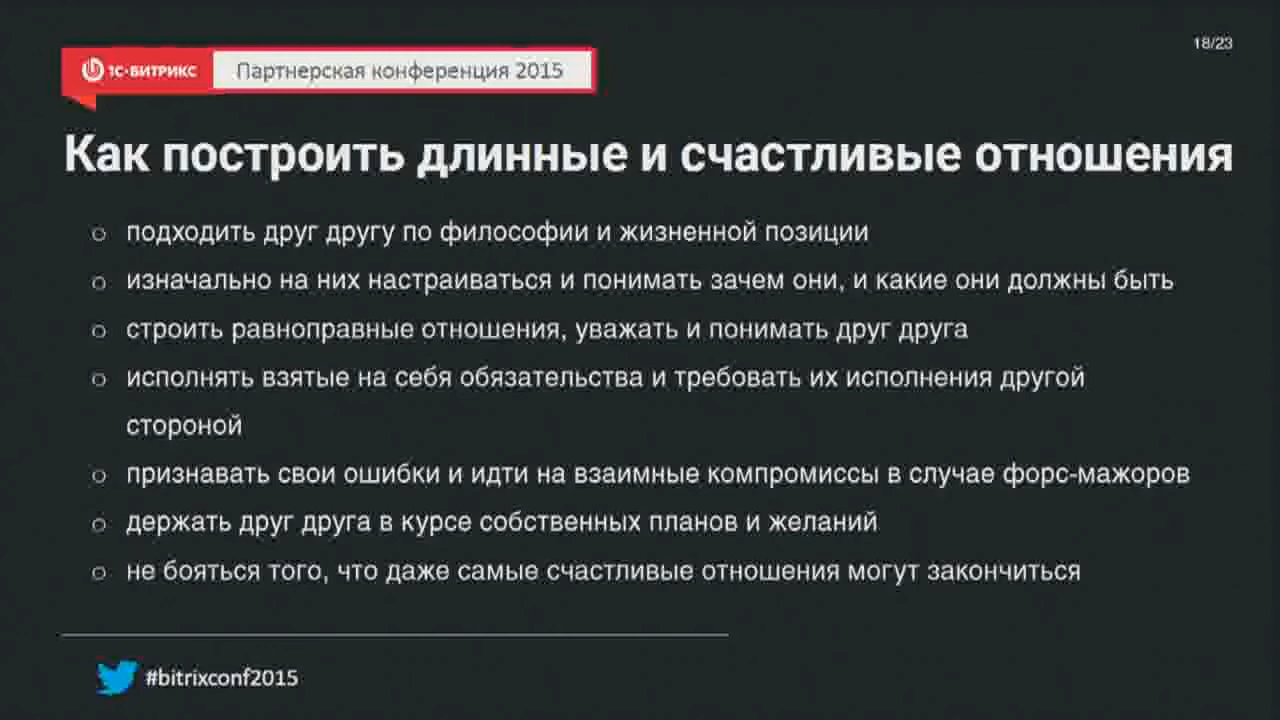 18/23
1С-БИТРИКС Партнерская конференция 2015
Как построить длинные и счастливые отношения
подходить друг другу по философии и жизненной позиции
изначально на них настраиваться и понимать зачем они, и какие они должны быть
строить равноправные отношения, уважать и понимать друг друга
исполнять взятые на себя обязательства и требовать их исполнения другой
стороной
признавать свои ошибки и идти на взаимные компромиссы в случае форс-мажоров
держать друг друга в курсе собственных планов и желаний
не бояться того, что даже самые счастливые отношения могут закончиться
#bitrixconf2015